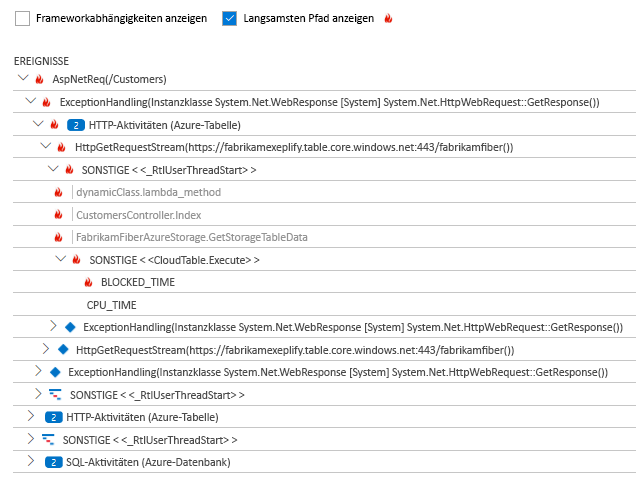 Frameworkabhängigkeiten anzeigen Langsamsten Pfad anzeigen
EREIGNISSE
AspNetReq(/Customers)
ExceptionHandling(Instanzklasse System.Net.WebResponse [System] System.Net.HttpWebRequest::GetResponse())
2 HTTP-Aktivitäten (Azure-Tabelle)
HttpGetRequestStream(https://fabrikamexeplify.table.core.windows.net:443/fabrikamfiber())
SONSTIGE < <_RtlUserThreadStart> >
dynamicClass.lambda_method
CustomersController.Index
FabrikamFiberAzureStorage.GetStorageTableData
SONSTIGE < <CloudTable.Execute> >
BLOCKED_TIME
CPU_TIME
ExceptionHandling(Instanzklasse System.Net.WebResponse [System] System.Net.HttpWebRequest::GetResponse())
HttpGetRequestStream(https://fabrikamexeplify.table.core.windows.net:443/fabrikamfiber())
ExceptionHandling(Instanzklasse System.Net.WebResponse [System] System.Net.HttpWebRequest::GetResponse())
SONSTIGE < <_RtlUserThreadStart> >
2 HTTP-Aktivitäten (Azure-Tabelle)
SONSTIGE < <_RtlUserThreadStart> >
2 SQL-Aktivitäten (Azure-Datenbank)